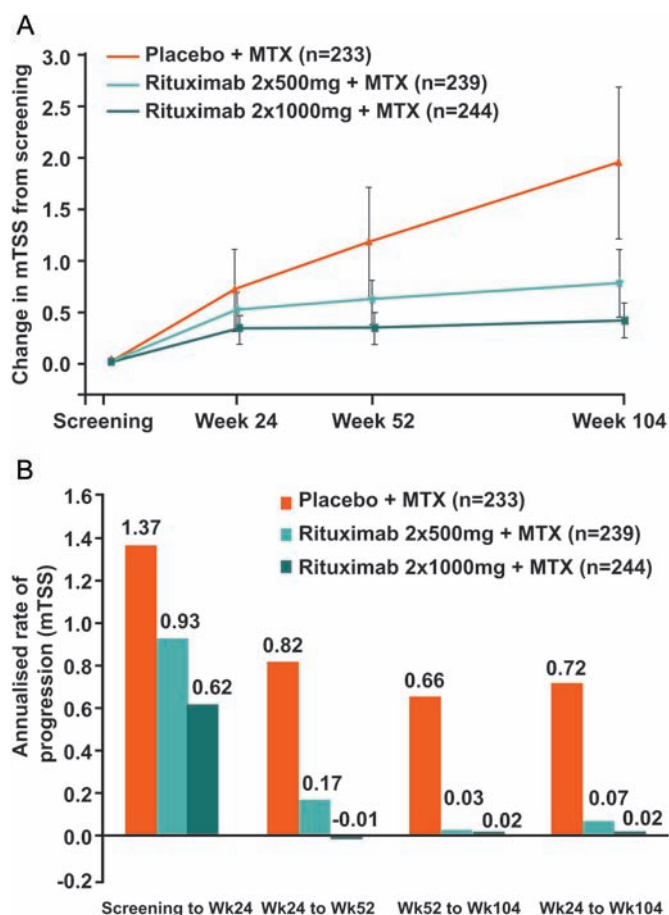 A
Placebo + MTX (n=233)
Rituximab 2x500mg + MTX (n=239)
Rituximab 2x1000mg + MTX (n=244)
Change in mTSS from screening
3.0
2.5
2.0
1.5
1.0
0.5
0.0
Screening Week 24 Week 52 Week 104
B
Placebo + MTX (n=233)
Rituximab 2x500mg + MTX (n=239)
Rituximab 2x1000mg + MTX (n=244)
Annualised rate of
progression (mTSS)
1.6
1.4
1.2
1.0
0.8
0.6
0.4
0.2
0.0
-0.2
1.37
0.93
0.62
0.82
0.17
-0.01
0.66
0.03
0.02
0.72
0.07
0.02
Screening to Wk24 Wk24 to Wk52 Wk52 to Wk104 Wk24 to Wk104